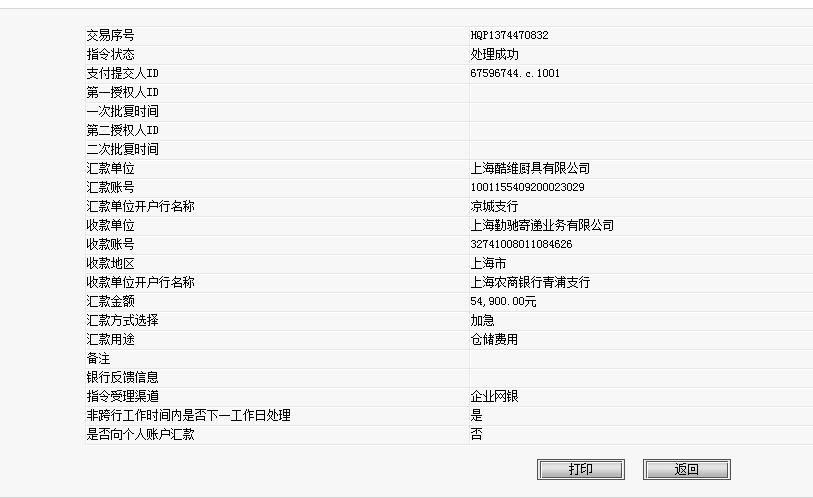 交易序号 HQP1374470832
指令状态 处理成功
支付提交人ID 67596744.c.1001
第一授权人ID
一次批复时间
第二授权人ID
二次批复时间
汇款单位 上海酷维厨具有限公司
汇款账号 1001155409200023029
汇款单位开户行名称 凉城支行
收款单位 上海勤驰寄递业务有限公司
收款账号 32741008011084626
收款地区 上海市
收款单位开户行名称 上海农商银行青浦支行
汇款金额 54,900.00元
汇款方式选择 加急
汇款用途 仓储费用
备注
银行反馈信息
指令受理渠道 企业网银
非跨行工作时间内是否下一工作日处理 是
是否向个人账户汇款 否
打印 返回